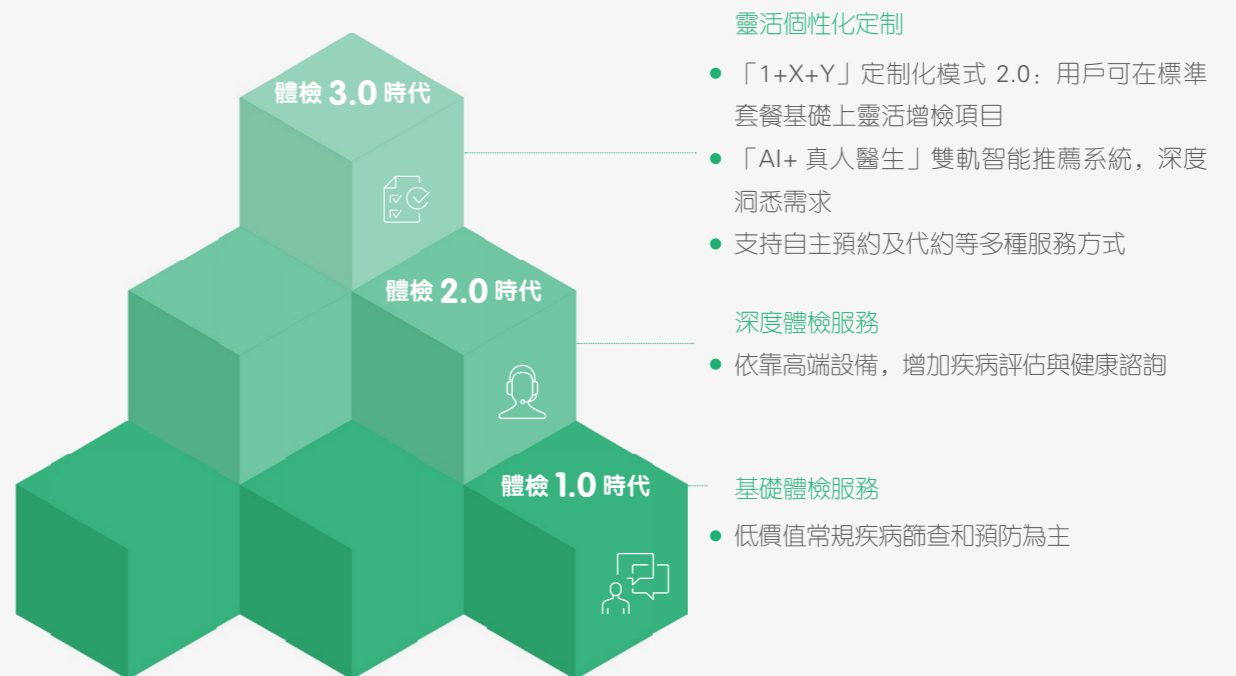 靈活個性化定制
體檢 3.0 時代
• 「1+X+Y」定制化模式 2.0：用戶可在標準
套餐基礎上靈活增檢項目
• 「AI+ 真人醫生」雙軌智能推薦系統，深度
洞悉需求
• 支持自主預約及代約等多種服務方式
體檢 2.0 時代
深度體檢服務
• 依靠高端設備，增加疾病評估與健康諮詢
體檢 1.0 時代
基礎體檢服務
• 低價值常規疾病篩查和預防為主